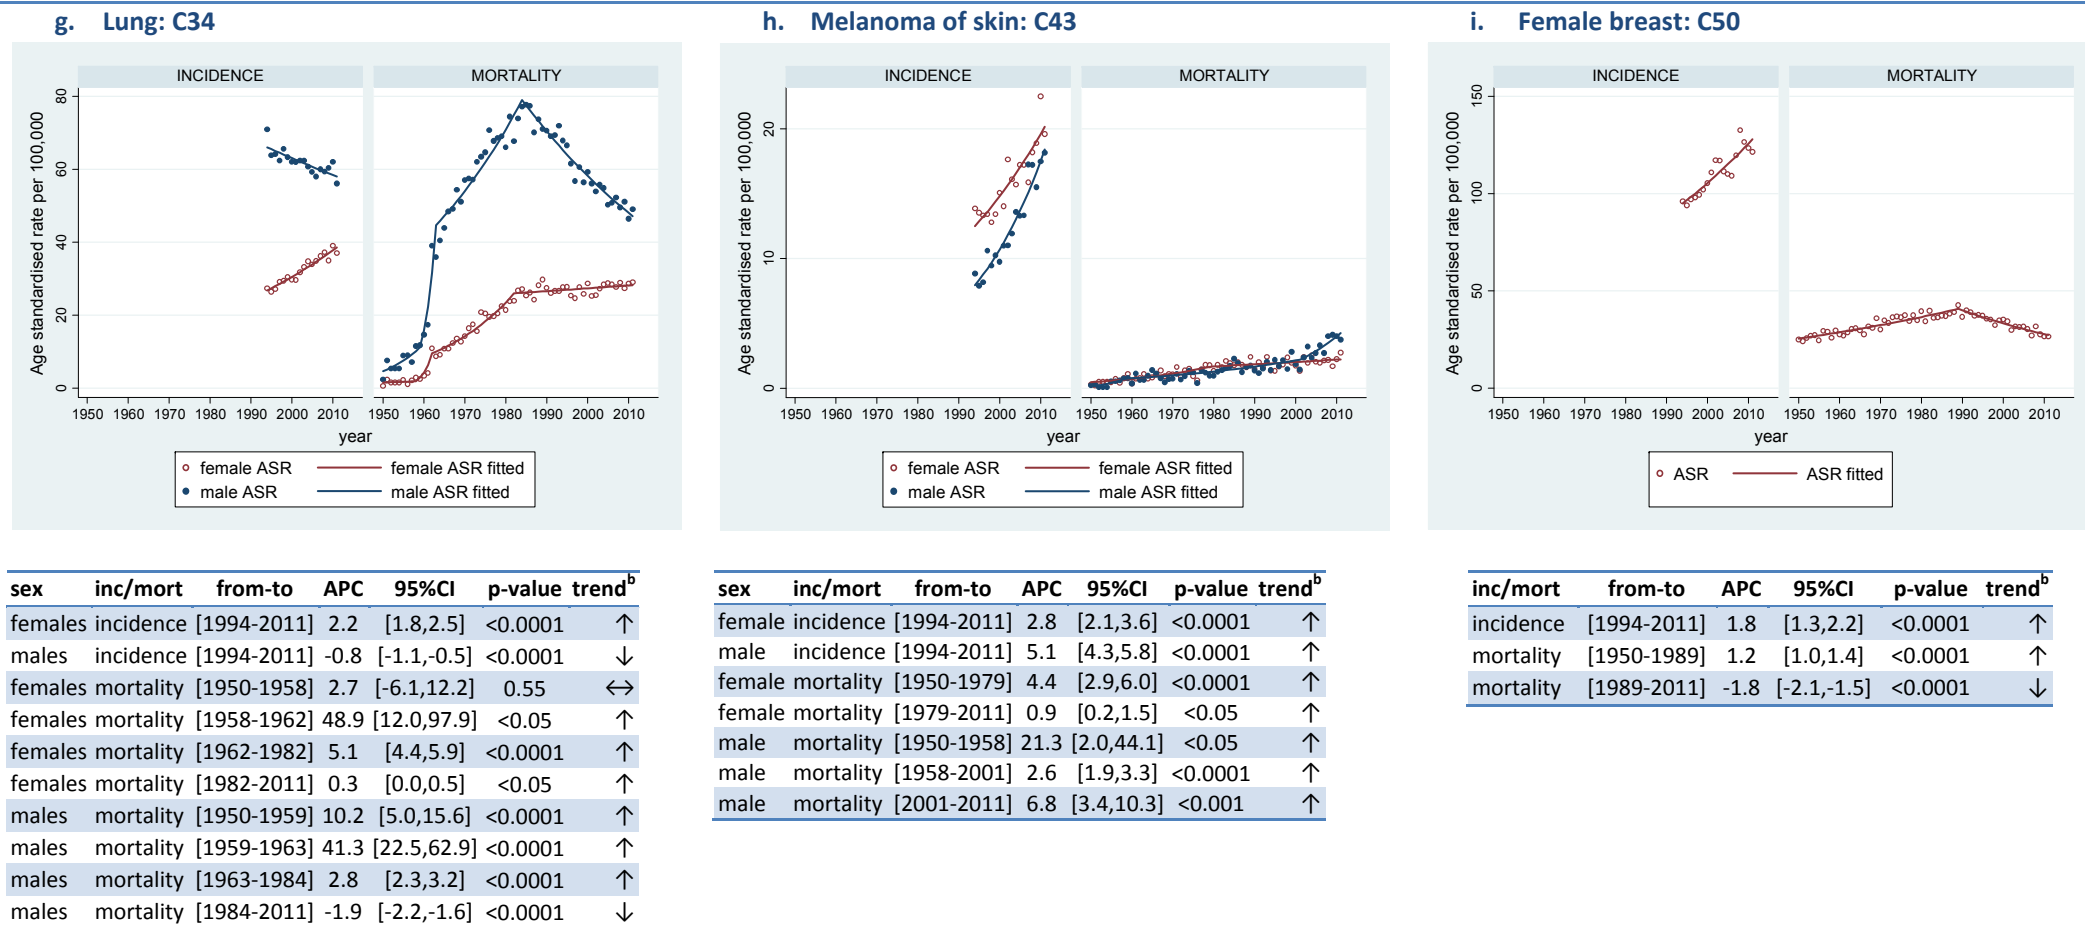 g. Lung: C34
INCIDENCE MORTALITY
Age standardised rate per 100,000
80
60
40
20
0
1950 1960 1970 1980 1990 2000 2010 1950 1960 1970 1980 1990 2000 2010
year
female ASR female ASR fitted
male ASR male ASR fitted
sex inc/mort from-to APC 95%CI p-value trendᵇ
females incidence [1994-2011] 2.2 [1.8,2.5] <0.0001 ↑
males incidence [1994-2011] -0.8 [-1.1,-0.5] <0.0001 ↓
females mortality [1950-1958] 2.7 [-6.1,12.2] 0.55 ↔
females mortality [1958-1962] 48.9 [12.0,97.9] <0.05 ↑
females mortality [1962-1982] 5.1 [4.4,5.9] <0.0001 ↑
females mortality [1982-2011] 0.3 [0.0,0.5] <0.05 ↑
males mortality [1950-1959] 10.2 [5.0,15.6] <0.0001 ↑
males mortality [1959-1963] 41.3 [22.5,62.9] <0.0001 ↑
males mortality [1963-1984] 2.8 [2.3,3.2] <0.0001 ↑
males mortality [1984-2011] -1.9 [-2.2,-1.6] <0.0001 ↓
h. Melanoma of skin: C43
INCIDENCE MORTALITY
Age standardised rate per 100,000
20
10
0
1950 1960 1970 1980 1990 2000 2010 1950 1960 1970 1980 1990 2000 2010
year
female ASR female ASR fitted
male ASR male ASR fitted
sex inc/mort from-to APC 95%CI p-value trendᵇ
female incidence [1994-2011] 2.8 [2.1,3.6] <0.0001 ↑
male incidence [1994-2011] 5.1 [4.3,5.8] <0.0001 ↑
female mortality [1950-1979] 4.4 [2.9,6.0] <0.0001 ↑
female mortality [1979-2011] 0.9 [0.2,1.5] <0.05 ↑
male mortality [1950-1958] 21.3 [2.0,44.1] <0.05 ↑
male mortality [1958-2001] 2.6 [1.9,3.3] <0.0001 ↑
male mortality [2001-2011] 6.8 [3.4,10.3] <0.001 ↑
i. Female breast: C50
INCIDENCE MORTALITY
Age standardised rate per 100,000
150
100
50
0
1950 1960 1970 1980 1990 2000 2010 1950 1960 1970 1980 1990 2000 2010
year
ASR ASR fitted
inc/mort from-to APC 95%CI p-value trendᵇ
incidence [1994-2011] 1.8 [1.3,2.2] <0.0001 ↑
mortality [1950-1989] 1.2 [1.0,1.4] <0.0001 ↑
mortality [1989-2011] -1.8 [-2.1,-1.5] <0.0001 ↓